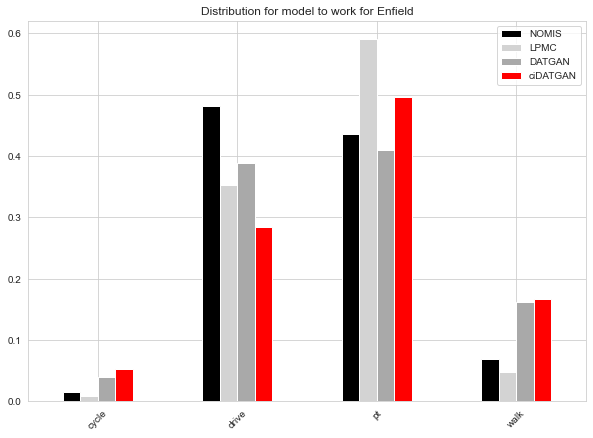 Distribution for model to work for Enfield
NOMIS
LPMC
DATGAN
ciDATGAN
0.6
0.5
0.4
0.3
0.2
0.1
0.0
cycle
drive
pt
walk